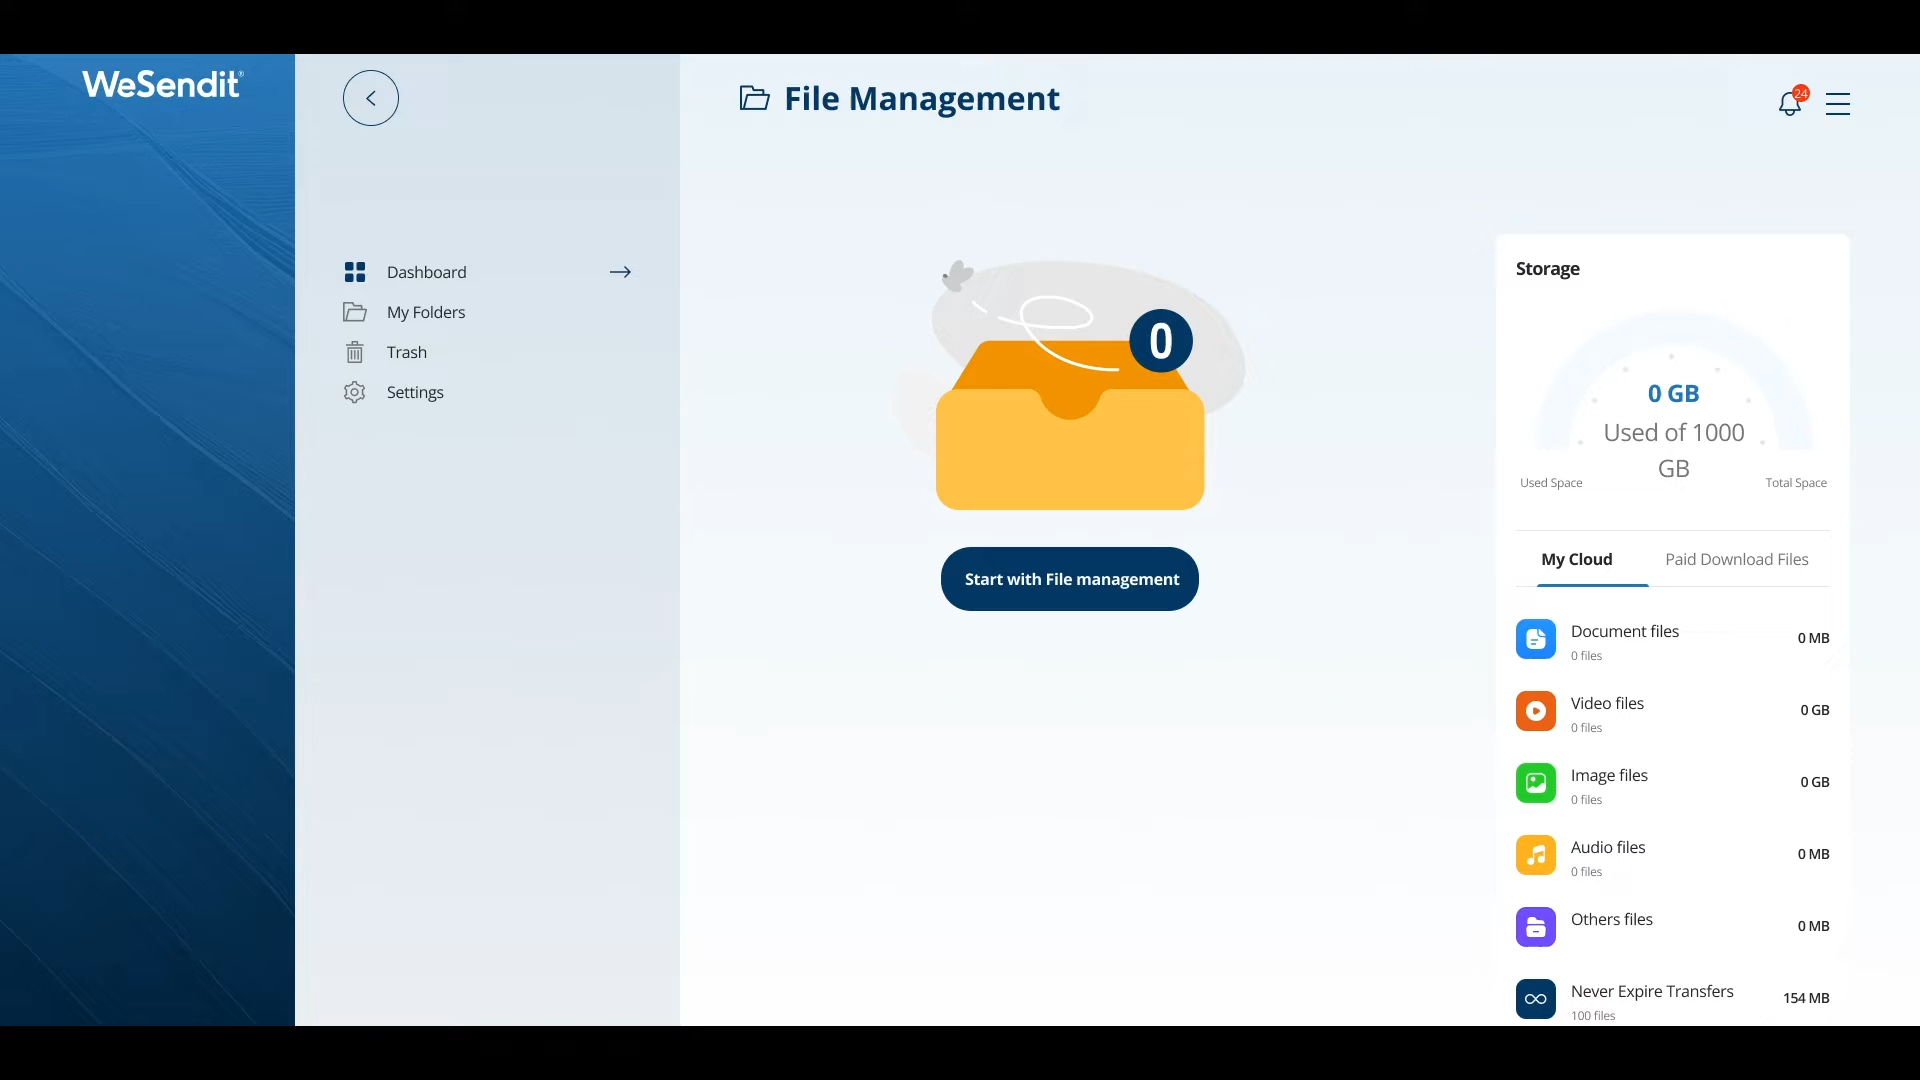 WeSendit®
File Management
24
Dashboard
My Folders
Trash
Settings
0
Start with File management
Storage
0 GB
Used of 1000
GB
Used Space
Total Space
My Cloud
Paid Download Files
Document files
0 files
0 MB
Video files
0 files
0 GB
Image files
0 files
0 GB
Audio files
0 files
0 MB
Others files
0 MB
Never Expire Transfers
100 files
154 MB